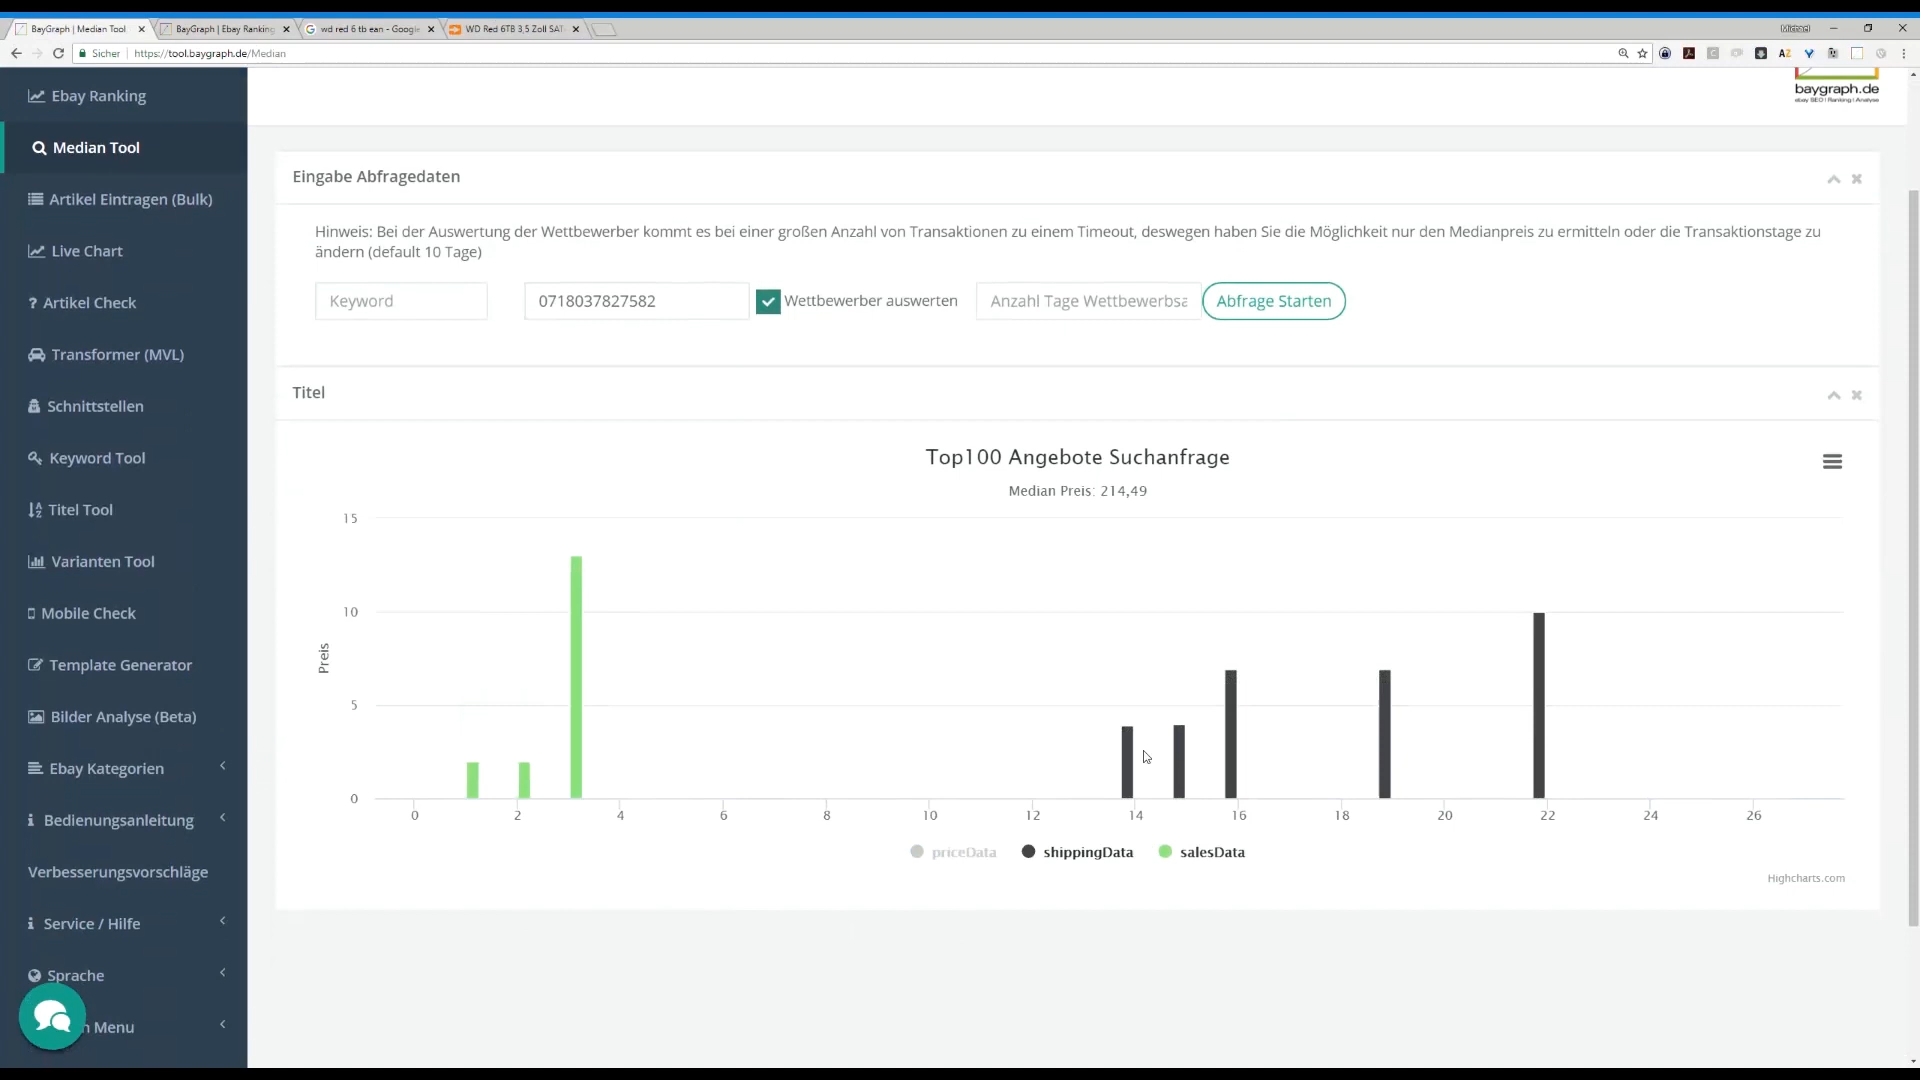 BayGraph | Median Tool
BayGraph | Ebay Ranking
wd red 6 tb ean - Google
WD Red 6TB 3,5 Zoll SAT
Michael
Sicher
https://tool.baygraph.de/Median
baygraph.de
ebay SEO | Ranking | Analyse
Ebay Ranking
Median Tool
Artikel Eintragen (Bulk)
Live Chart
Artikel Check
Transformer (MVL)
Schnittstellen
Keyword Tool
Titel Tool
Varianten Tool
Mobile Check
Template Generator
Bilder Analyse (Beta)
Ebay Kategorien
Bedienungsanleitung
Verbesserungsvorschläge
Service / Hilfe
Sprache
Menu
Eingabe Abfragedaten
Hinweis: Bei der Auswertung der Wettbewerber kommt es bei einer großen Anzahl von Transaktionen zu einem Timeout, deswegen haben Sie die Möglichkeit nur den Medianpreis zu ermitteln oder die Transaktionstage zu
ändern (default 10 Tage)
Keyword
0718037827582
Wettbewerber auswerten
Anzahl Tage Wettbewerbsa
Abfrage Starten
Titel
Top100 Angebote Suchanfrage
Median Preis: 214,49
15
10
5
0
Preis
0 2 4 6 8 10 12 14 16 18 20 22 24 26
priceData shippingData salesData
Highcharts.com